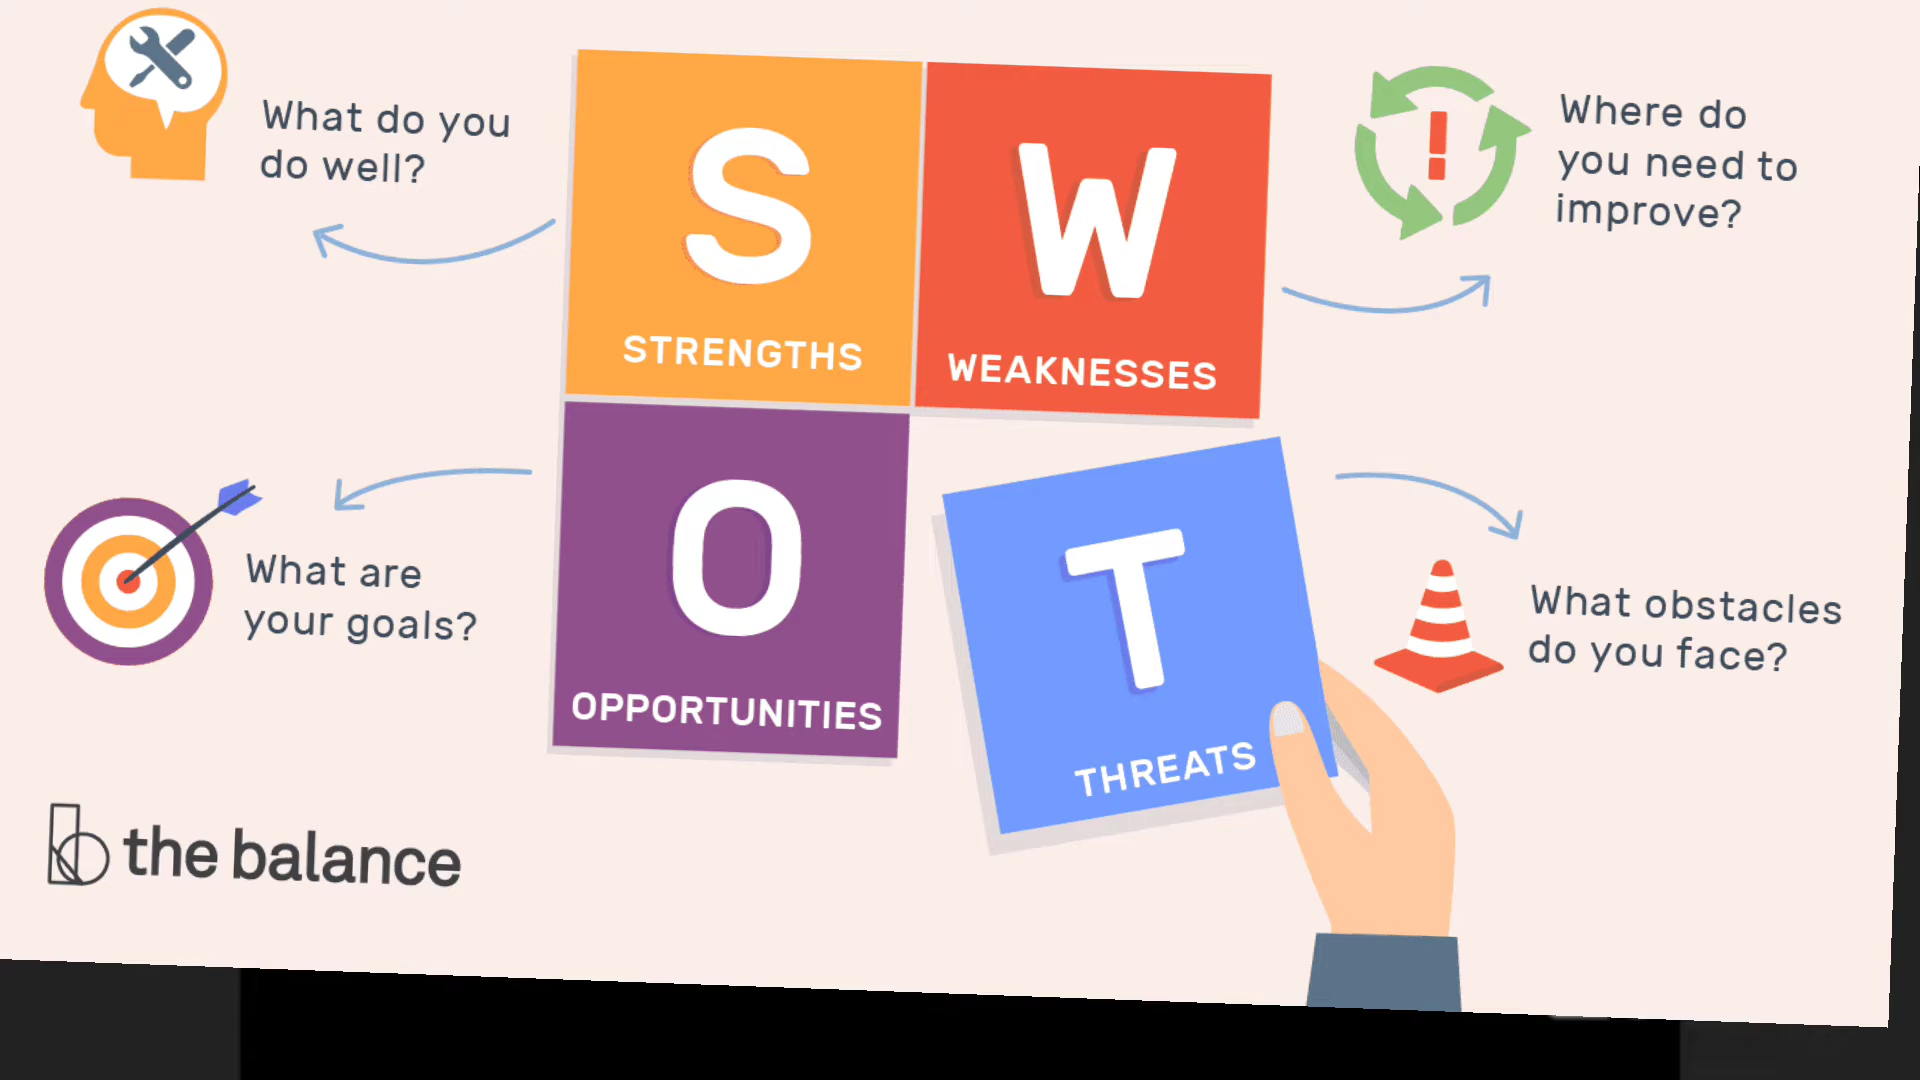 What do you
do well?
S
STRENGTHS
W
WEAKNESSES
Where do
you need to
improve?
What are
your goals?
O
OPPORTUNITIES
T
THREATS
What obstacles
do you face?
the balance